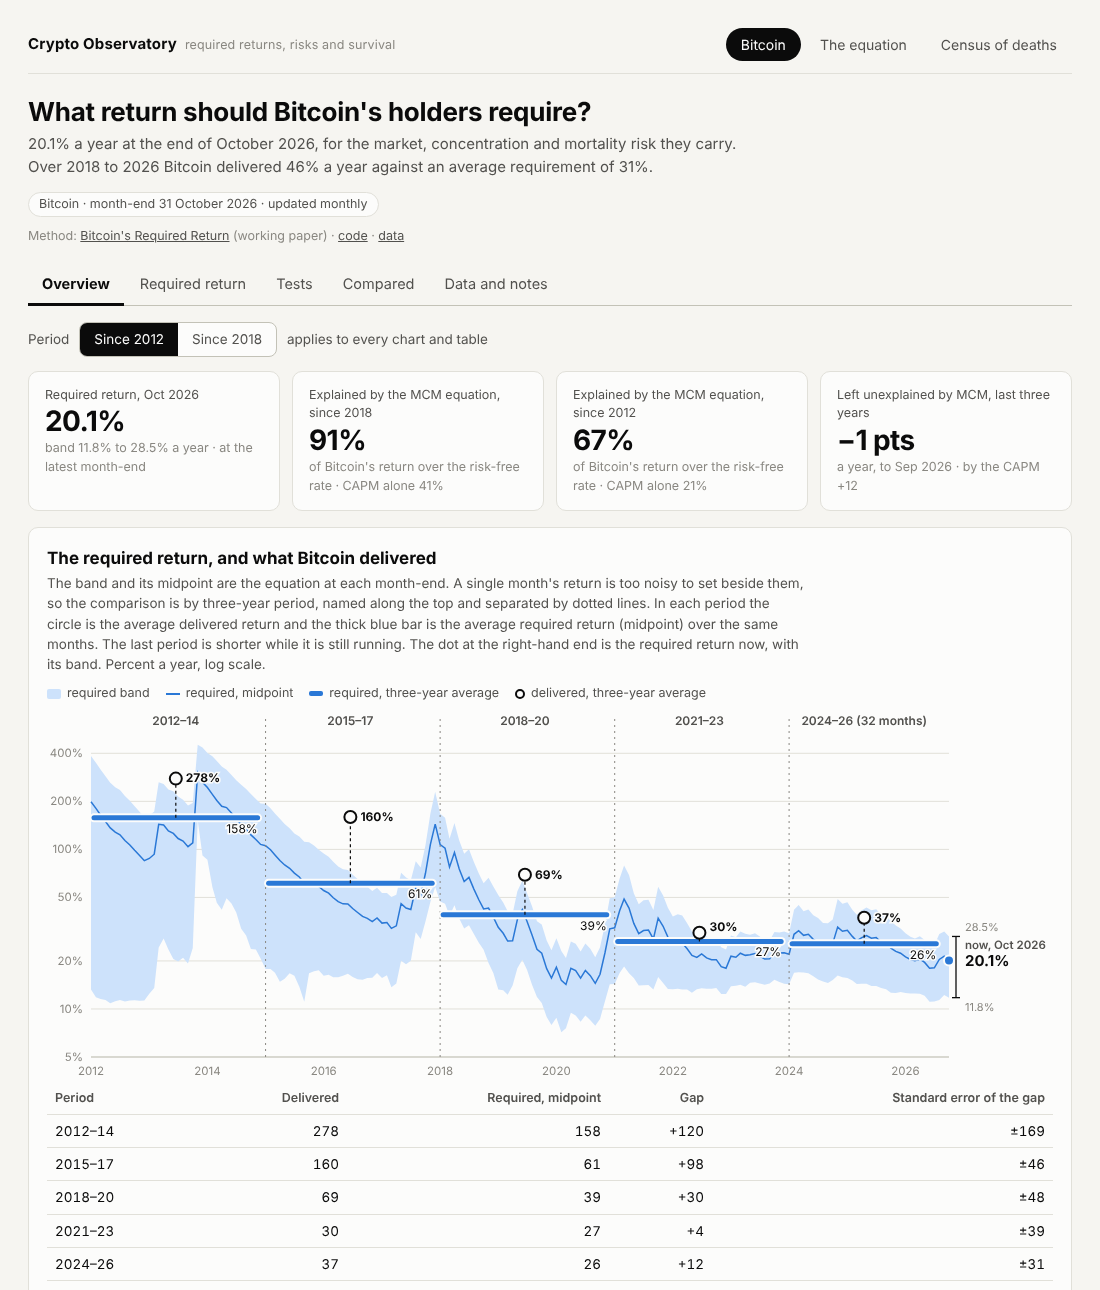 Crypto Observatory required returns, risks and survival
Bitcoin The equation Census of deaths
What return should Bitcoin's holders require?
20.1% a year at the end of October 2026, for the market, concentration and mortality risk they carry.
Over 2018 to 2026 Bitcoin delivered 46% a year against an average requirement of 31%.
Bitcoin · month-end 31 October 2026 · updated monthly
Method: Bitcoin's Required Return (working paper) · code · data
Overview Required return Tests Compared Data and notes
Period Since 2012 Since 2018 applies to every chart and table
Required return, Oct 2026
20.1%
band 11.8% to 28.5% a year · at the
latest month-end
Explained by the MCM equation,
since 2018
91%
of Bitcoin's return over the risk-free
rate · CAPM alone 41%
Explained by the MCM equation,
since 2012
67%
of Bitcoin's return over the risk-free
rate · CAPM alone 21%
Left unexplained by MCM, last three
years
−1 pts
a year, to Sep 2026 · by the CAPM
+12
The required return, and what Bitcoin delivered
The band and its midpoint are the equation at each month-end. A single month's return is too noisy to set beside them,
so the comparison is by three-year period, named along the top and separated by dotted lines. In each period the
circle is the average delivered return and the thick blue bar is the average required return (midpoint) over the same
months. The last period is shorter while it is still running. The dot at the right-hand end is the required return now, with
its band. Percent a year, log scale.
required band required, midpoint required, three-year average delivered, three-year average
2012–14 2015–17 2018–20 2021–23 2024–26 (32 months)
400%
200%
100%
50%
20%
10%
5%
278%
158%
160%
61%
69%
39%
30%
27%
37%
26%
28.5%
now, Oct 2026
20.1%
11.8%
2012 2014 2016 2018 2020 2022 2024 2026
Period Delivered Required, midpoint Gap Standard error of the gap
2012–14 278 158 +120 ±169
2015–17 160 61 +98 ±46
2018–20 69 39 +30 ±48
2021–23 30 27 +4 ±39
2024–26 37 26 +12 ±31